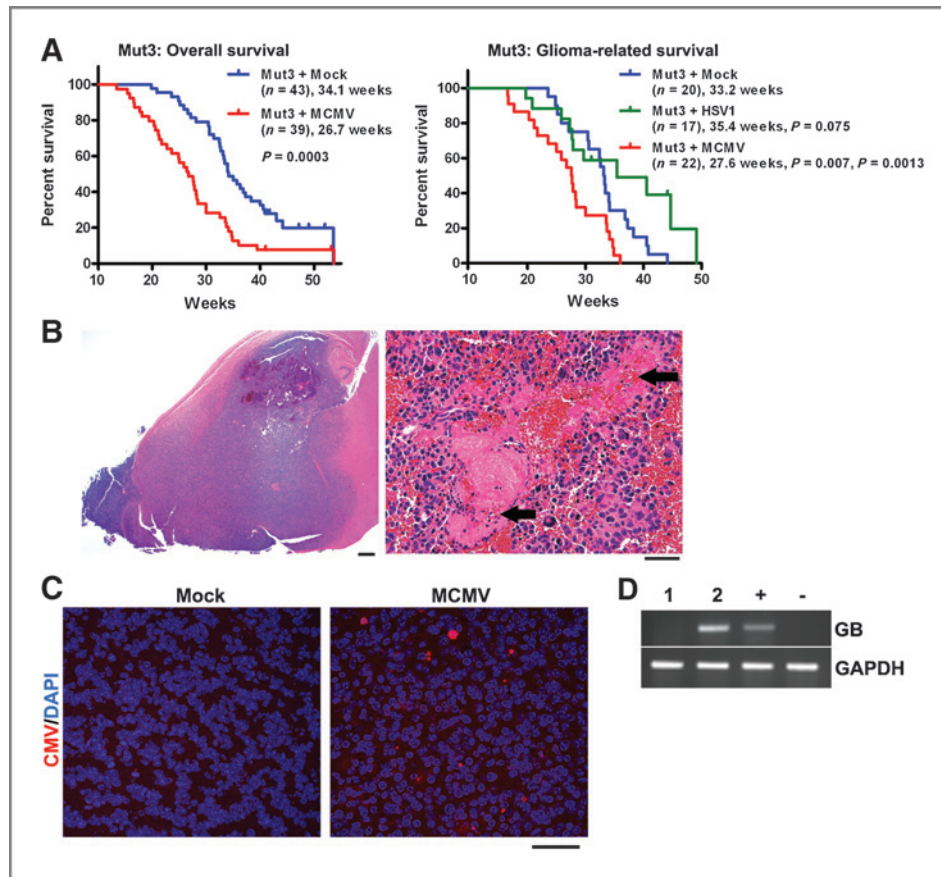 A
Mut3: Overall survival
Percent survival
100
80
60
40
20
0
10 20 30 40 50
Weeks
Mut3 + Mock
(n = 43), 34.1 weeks
Mut3 + MCMV
(n = 39), 26.7 weeks
P = 0.0003
Mut3: Glioma-related survival
Percent survival
100
80
60
40
20
0
10 20 30 40 50
Weeks
Mut3 + Mock
(n = 20), 33.2 weeks
Mut3 + HSV1
(n = 17), 35.4 weeks, P = 0.075
Mut3 + MCMV
(n = 22), 27.6 weeks, P = 0.007, P = 0.0013
B
C
Mock
MCMV
CMV/DAPI
D
1 2 + -
GB
GAPDH